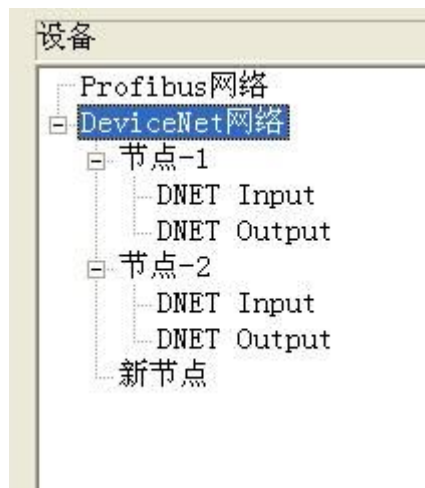 设备
Profibus网络
DeviceNet网络
节点-1
DNET Input
DNET Output
节点-2
DNET Input
DNET Output
新节点